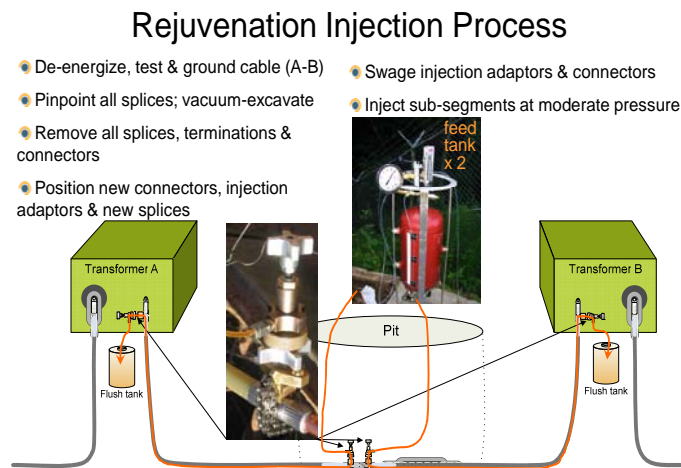 Rejuvenation Injection Process
De-energize, test & ground cable (A-B)
Pinpoint all splices; vacuum-excavate
Remove all splices, terminations &
connectors
Position new connectors, injection
adaptors & new splices
Swage injection adaptors & connectors
Inject sub-segments at moderate pressure
feed
tank
x 2
Transformer A
Transformer B
Pit
Flush tank
Flush tank